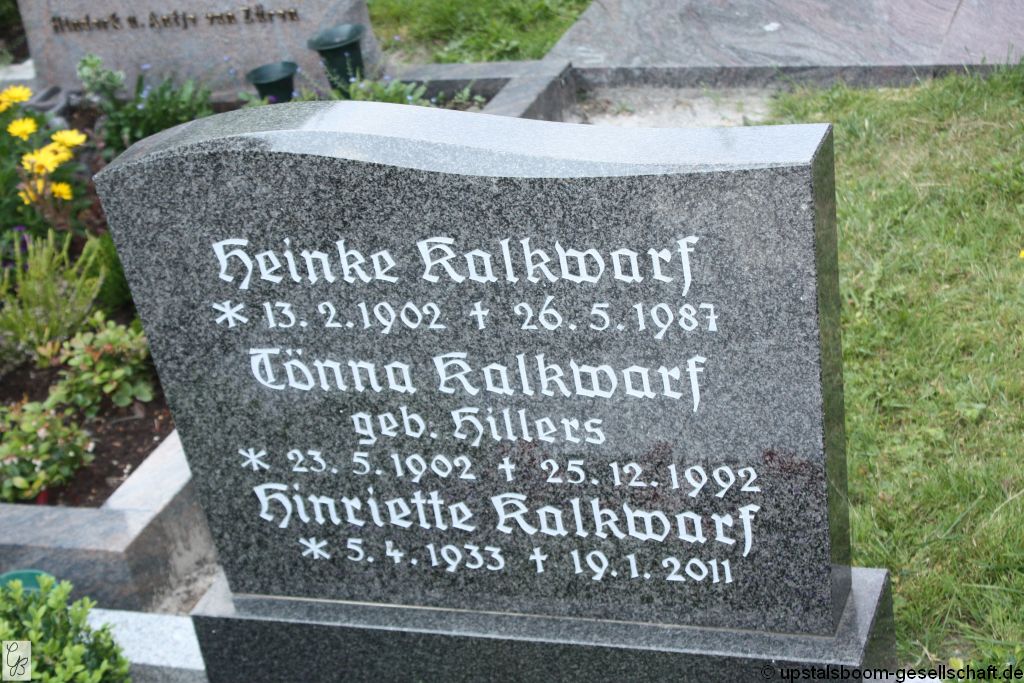 Heinke Kalkwarf
* 13. 2. 1902 † 26. 5. 1987
Tönna Kalkwarf
geb. Hillers
* 23. 5. 1902 † 25. 12. 1992
Hinriette Kalkwarf
* 5. 4. 1933 † 19. 1. 2011
© upstalsboom-gesellschaft.de